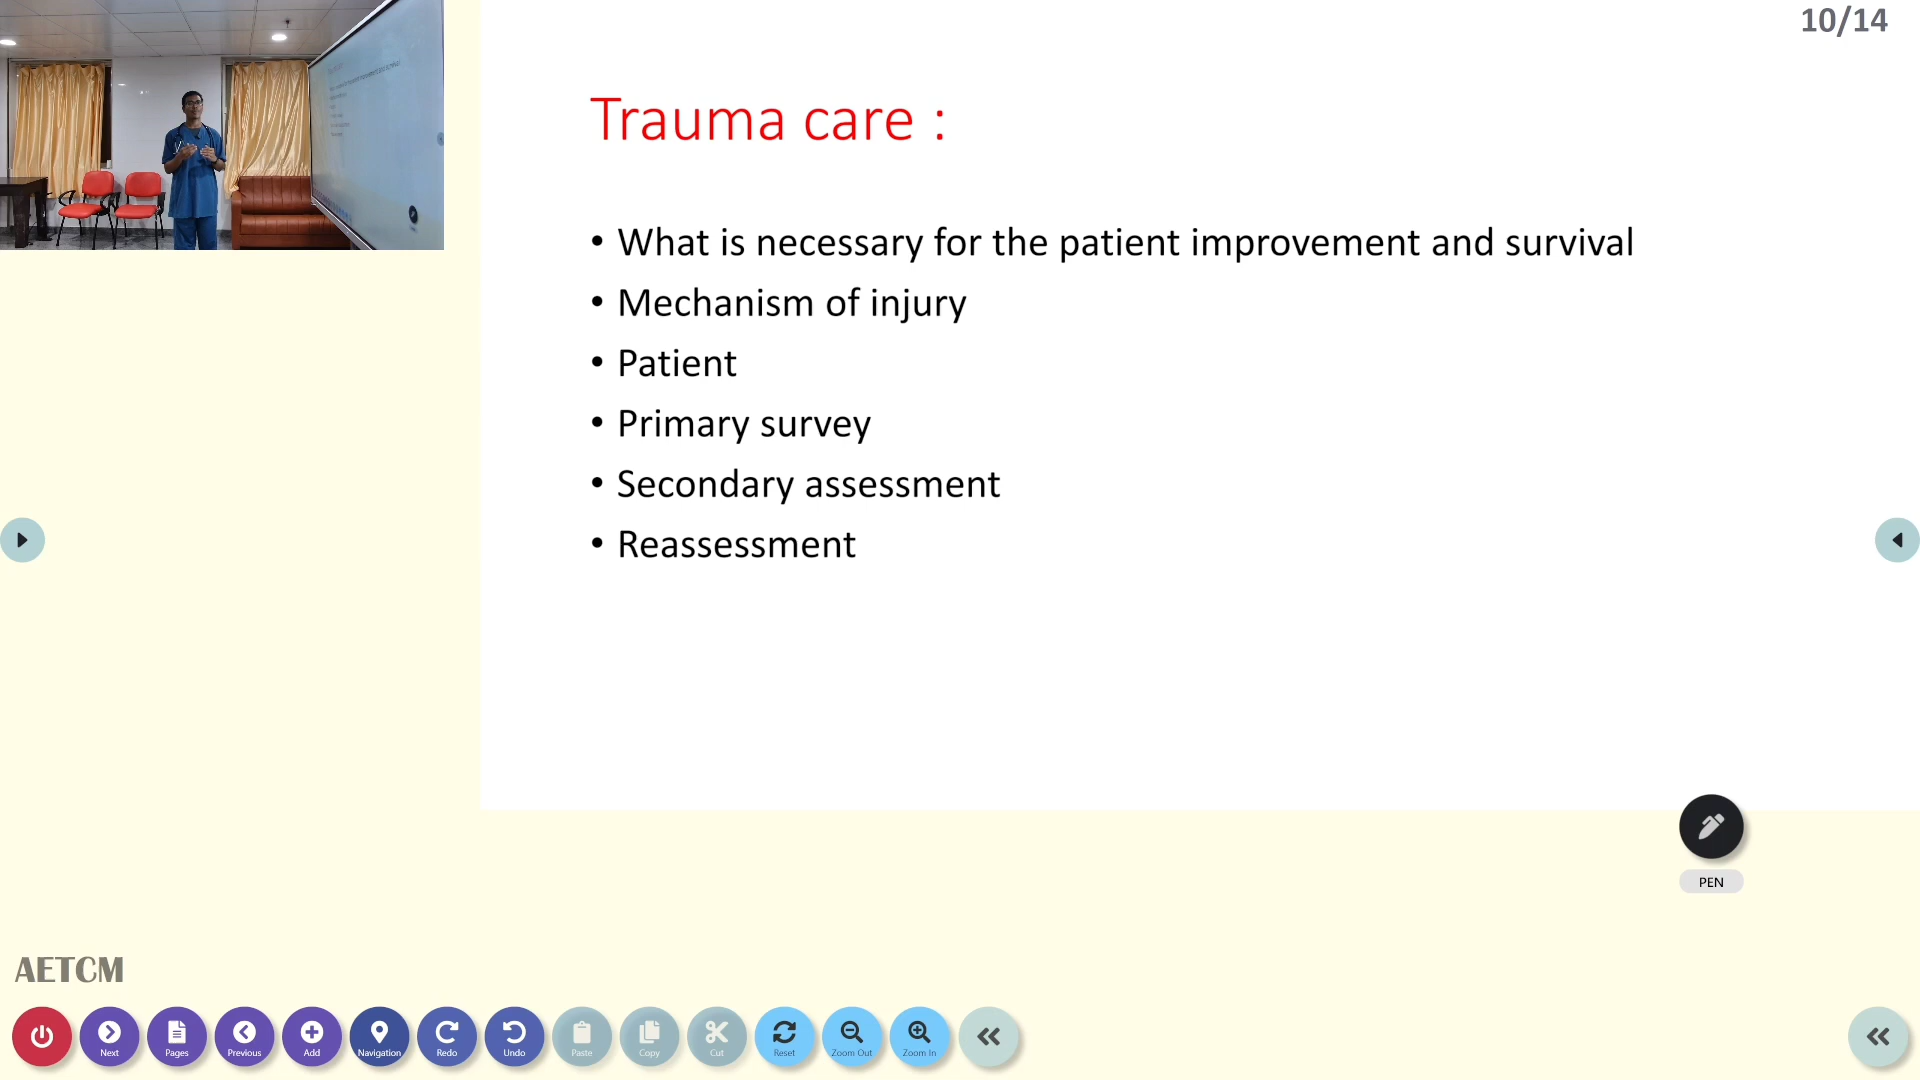 10/14
Trauma care :
• What is necessary for the patient improvement and survival
• Mechanism of injury
• Patient
• Primary survey
• Secondary assessment
• Reassessment
PEN
AETCM
Next
Pages
Previous
Add
Navigation
Redo
Undo
Paste
Copy
Cut
Reset
Zoom Out
Zoom In